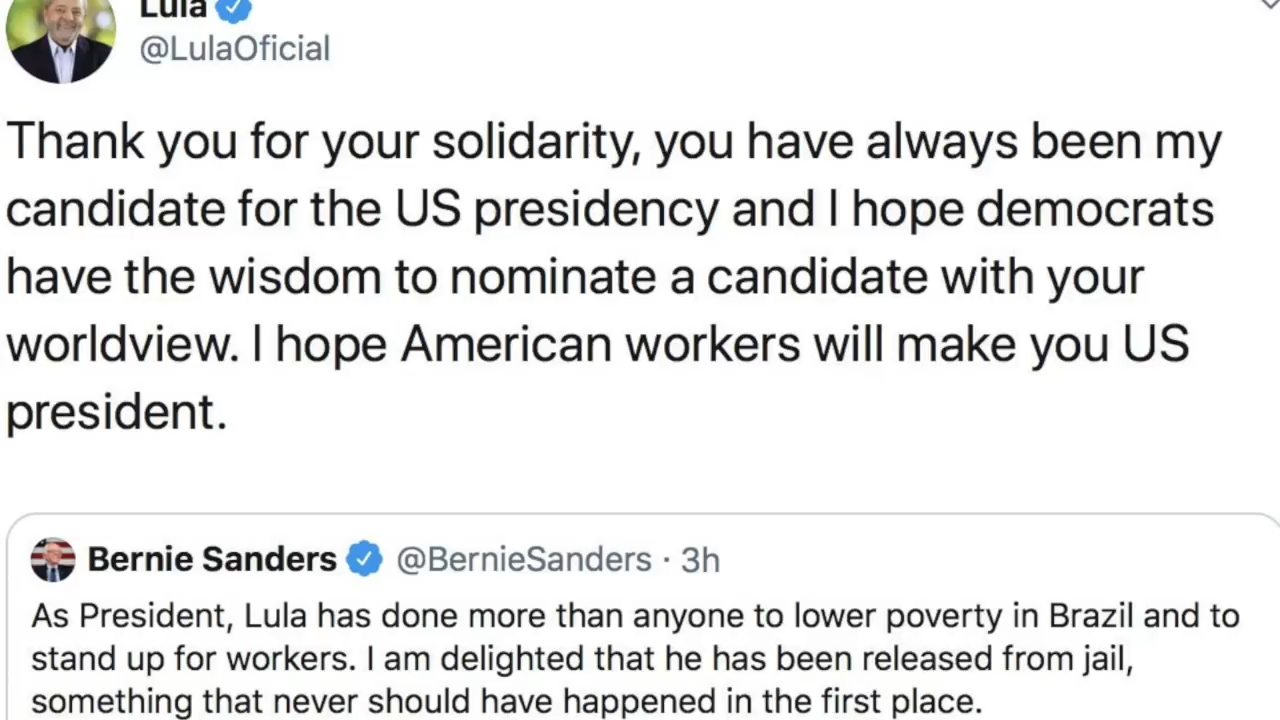 Lula
@LulaOficial
Thank you for your solidarity, you have always been my
candidate for the US presidency and I hope democrats
have the wisdom to nominate a candidate with your
worldview. I hope American workers will make you US
president.
Bernie Sanders @BernieSanders · 3h
As President, Lula has done more than anyone to lower poverty in Brazil and to
stand up for workers. I am delighted that he has been released from jail,
something that never should have happened in the first place.